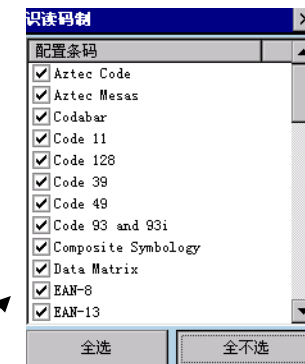 识读码制
配置条码
Aztec Code
Aztec Mesas
Codabar
Code 11
Code 128
Code 39
Code 49
Code 93 and 93i
Composite Symbology
Data Matrix
EAN-8
EAN-13
全选
全不选